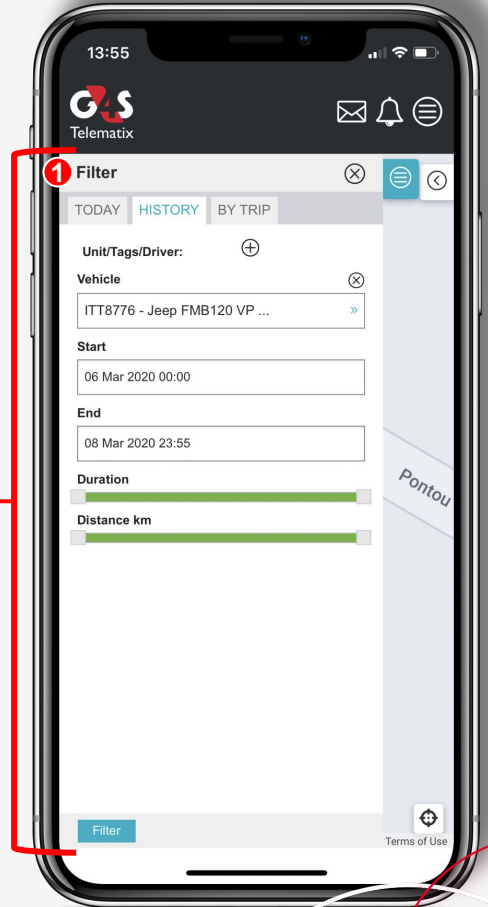 13:55
G4S
Telematix
1 Filter
TODAY HISTORY BY TRIP
Unit/Tags/Driver:
Vehicle
ITT8776 - Jeep FMB120 VP ... »
Start
06 Mar 2020 00:00
End
08 Mar 2020 23:55
Duration
Distance km
Pontou
Filter
Terms of Use